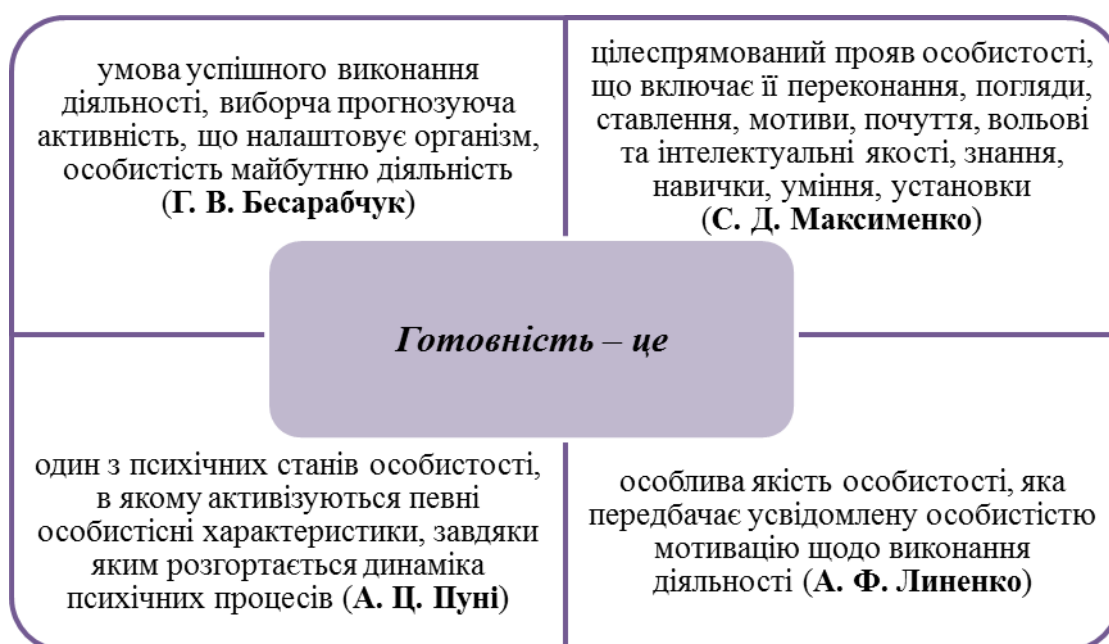 умова успішного виконання
діяльності, виборча прогнозуюча
активність, що налаштовує організм,
особистість майбутню діяльність
(Г. В. Бесарабчук)
цілеспрямований прояв особистості,
що включає її переконання, погляди,
ставлення, мотиви, почуття, вольові
та інтелектуальні якості, знання,
навички, уміння, установки
(С. Д. Максименко)
Готовність – це
один з психічних станів особистості,
в якому активізуються певні
особистісні характеристики, завдяки
яким розгортається динаміка
психічних процесів (А. Ц. Пуні)
особлива якість особистості, яка
передбачає усвідомлену особистістю
мотивацію щодо виконання
діяльності (А. Ф. Линенко)